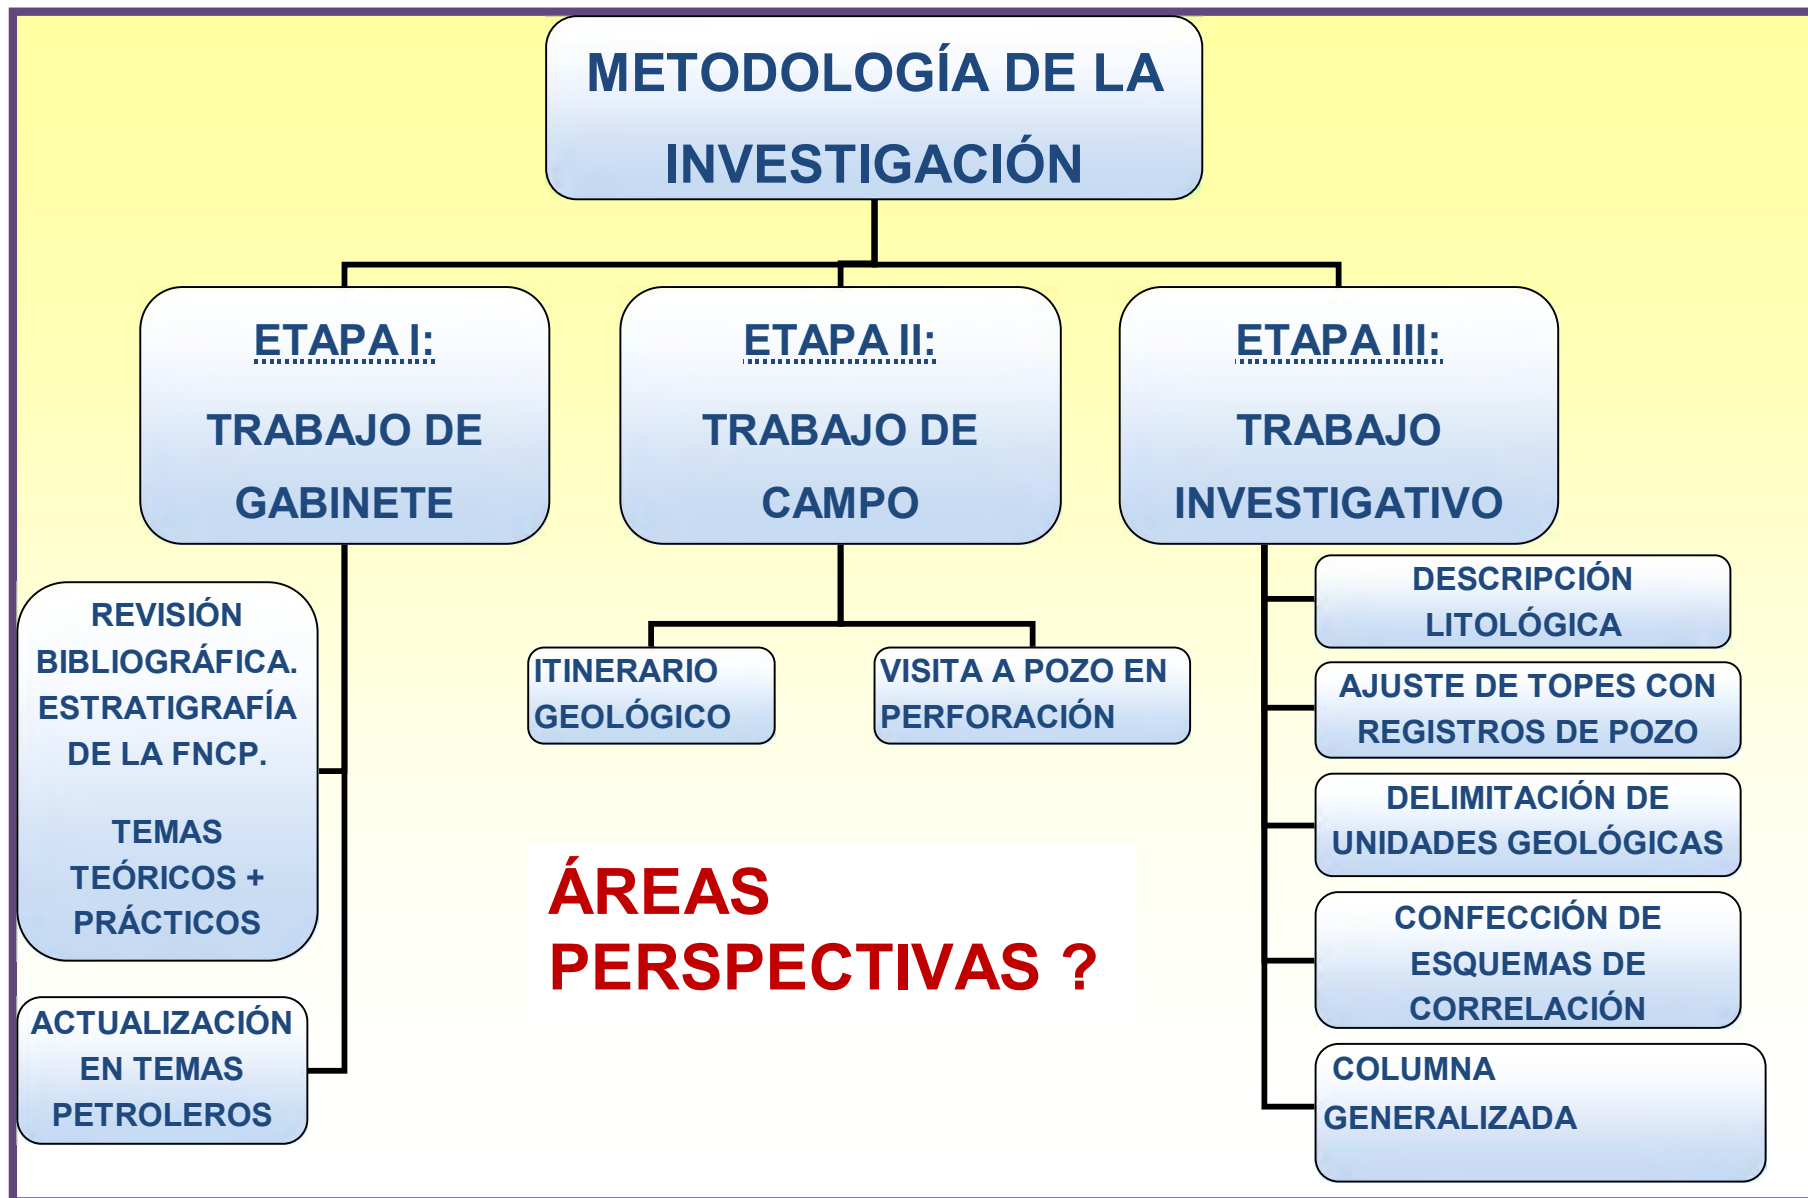 METODOLOGÍA DE LA
INVESTIGACIÓN
ETAPA I:
TRABAJO DE
GABINETE
ETAPA II:
TRABAJO DE
CAMPO
ETAPA III:
TRABAJO
INVESTIGATIVO
REVISIÓN
BIBLIOGRÁFICA.
ESTRATIGRAFÍA
DE LA FNCP.
TEMAS
TEÓRICOS +
PRÁCTICOS
ACTUALIZACIÓN
EN TEMAS
PETROLEROS
ITINERARIO
GEOLÓGICO
VISITA A POZO EN
PERFORACIÓN
ÁREAS
PERSPECTIVAS ?
DESCRIPCIÓN
LITOLÓGICA
AJUSTE DE TOPES CON
REGISTROS DE POZO
DELIMITACIÓN DE
UNIDADES GEOLÓGICAS
CONFECCIÓN DE
ESQUEMAS DE
CORRELACIÓN
COLUMNA
GENERALIZADA